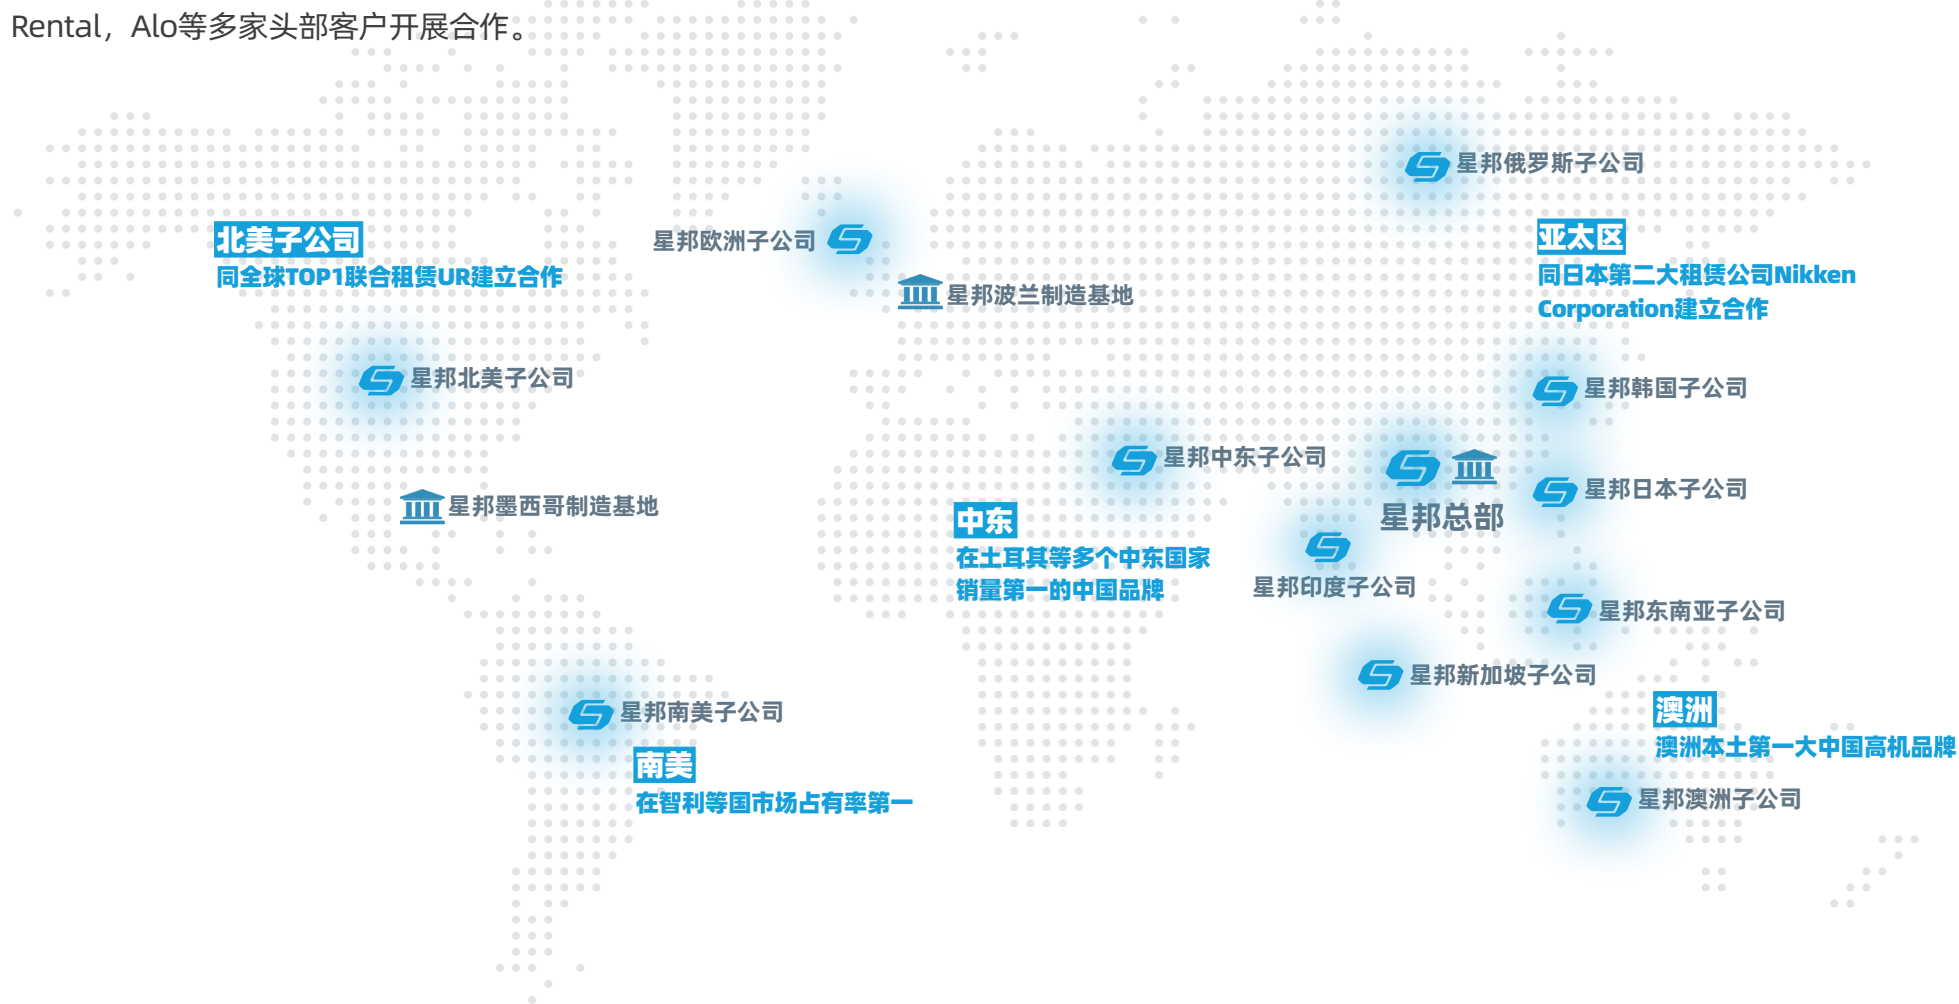 Rental，Alo等多家头部客户开展合作。
星邦俄罗斯子公司
北美子公司
同全球TOP1联合租赁UR建立合作
星邦欧洲子公司
星邦波兰制造基地
亚太区
同日本第二大租赁公司Nikken
Corporation建立合作
星邦北美子公司
星邦韩国子公司
星邦中东子公司
星邦总部
星邦日本子公司
星邦墨西哥制造基地
中东
在土耳其等多个中东国家
销量第一的中国品牌
星邦印度子公司
星邦东南亚子公司
星邦新加坡子公司
星邦南美子公司
南美
在智利等国市场占有率第一
澳洲
澳洲本土第一大中国高机品牌
星邦澳洲子公司